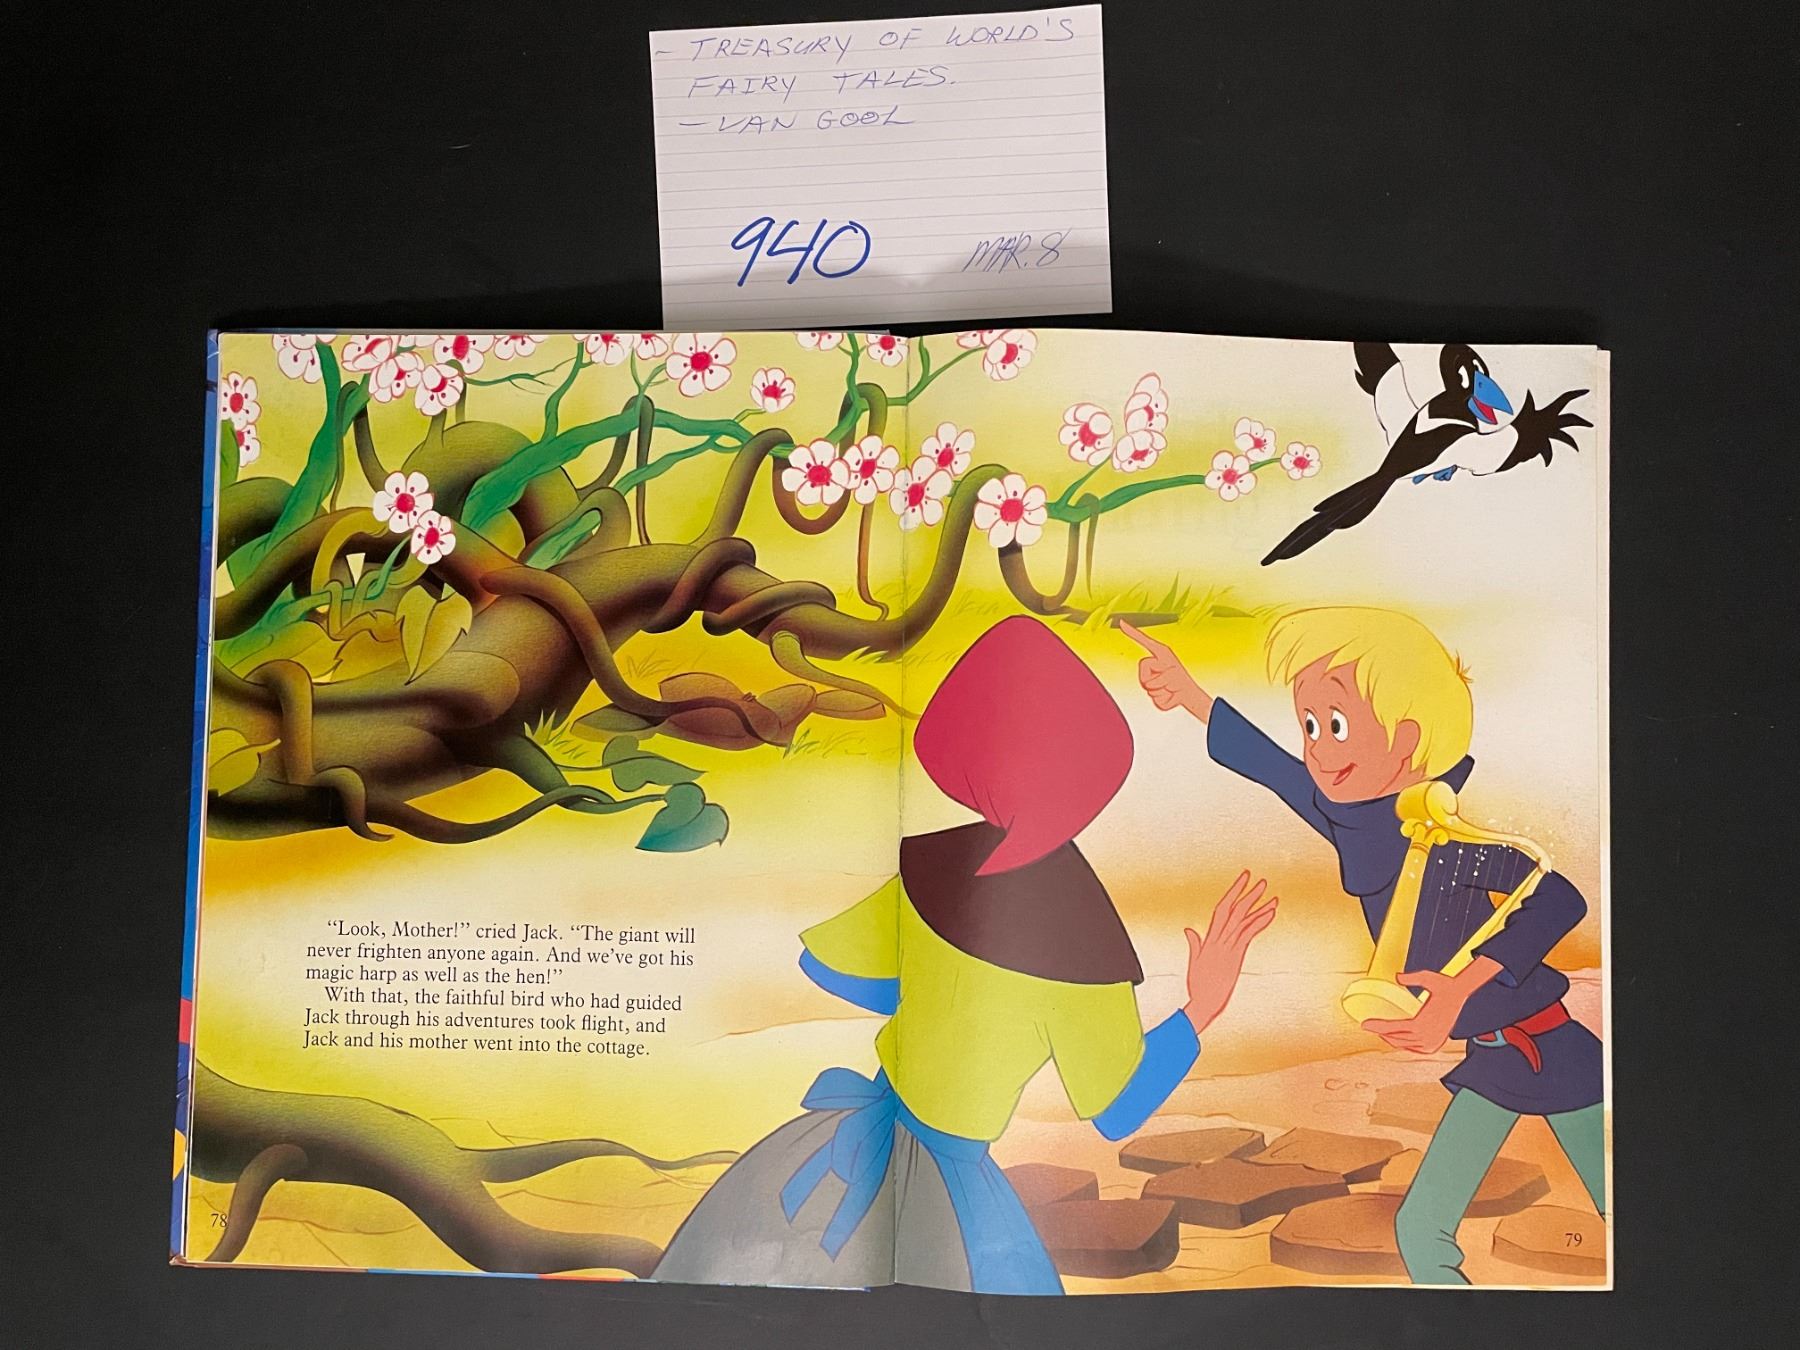 - TREASURY OF WORLD'S
FAIRY TALES.
- VAN GOOL
940
MAR. 8
“Look, Mother!” cried Jack. “The giant will
never frighten anyone again. And we’ve got his
magic harp as well as the hen!”
With that, the faithful bird who had guided
Jack through his adventures took flight, and
Jack and his mother went into the cottage.
78
79